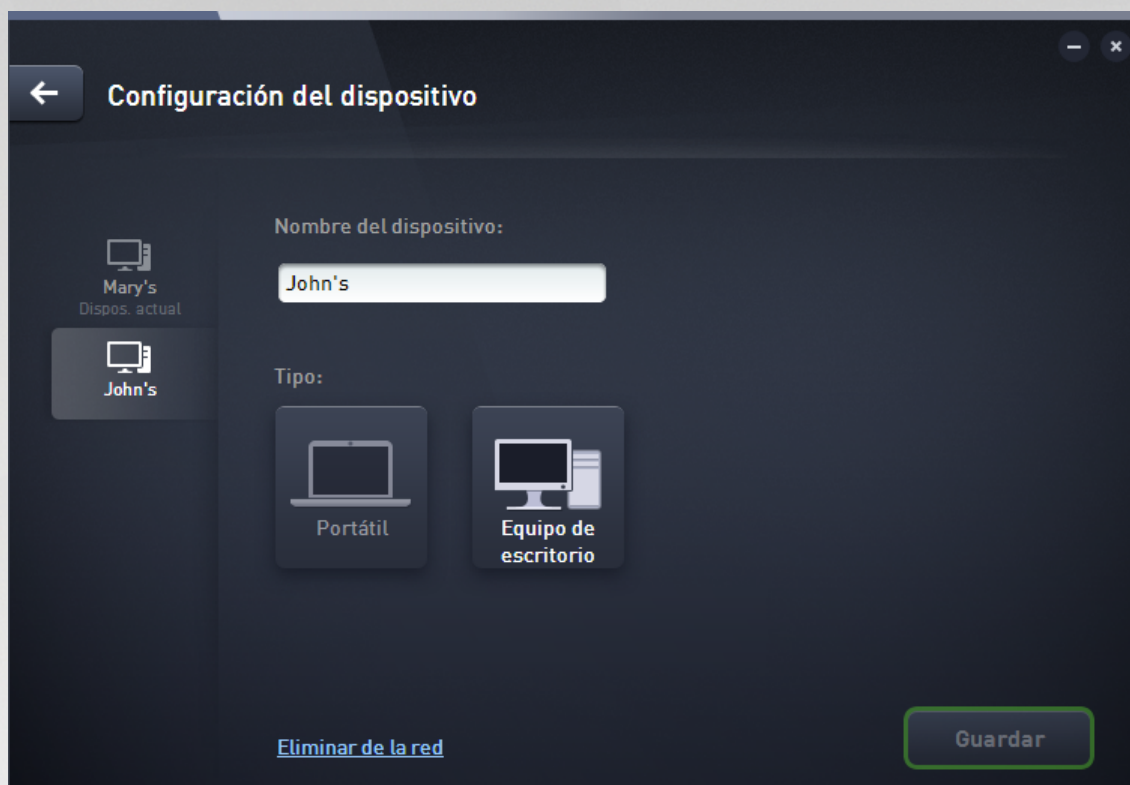 Configuración del dispositivo
Mary's
Dispos. actual
John's
Nombre del dispositivo:
John's
Tipo:
Portátil
Equipo de
escritorio
Eliminar de la red
Guardar